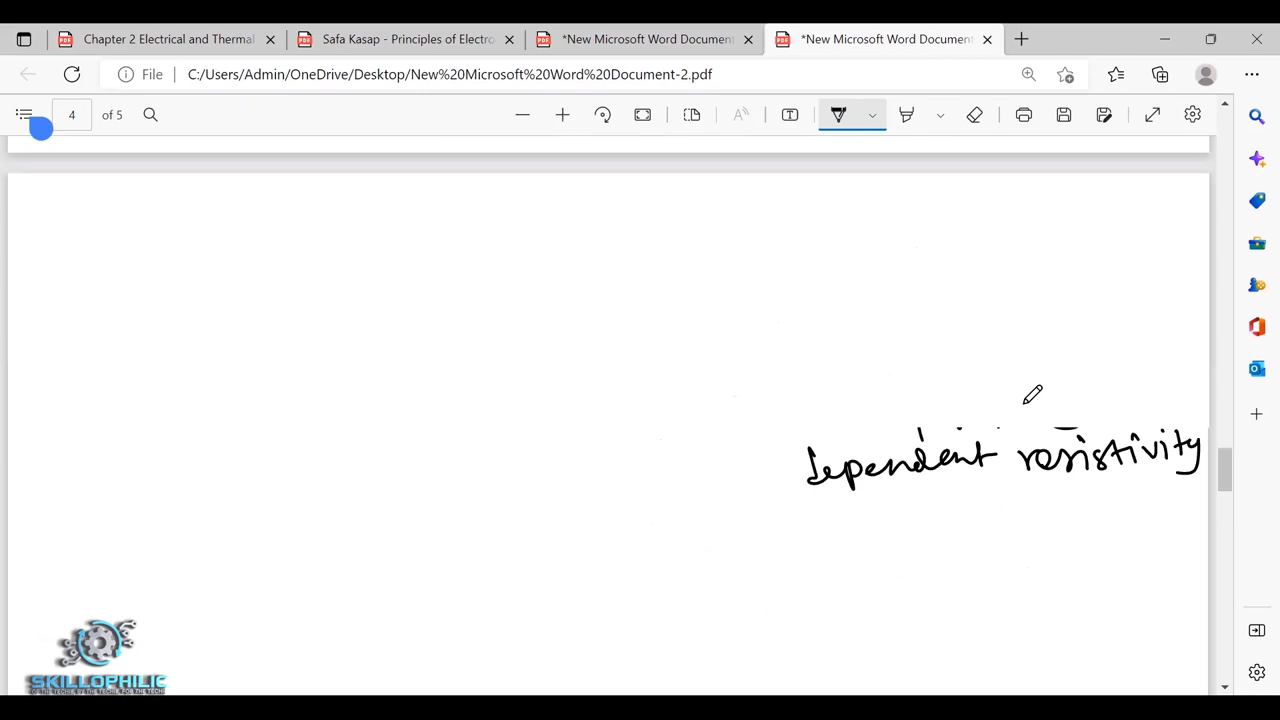 Chapter 2 Electrical and Thermal
Safa Kasap - Principles of Electro
*New Microsoft Word Document
*New Microsoft Word Document
File
C:/Users/Admin/OneDrive/Desktop/New%20Microsoft%20Word%20Document-2.pdf
4 of 5
dependent resistivity
SKILLOPHILIC